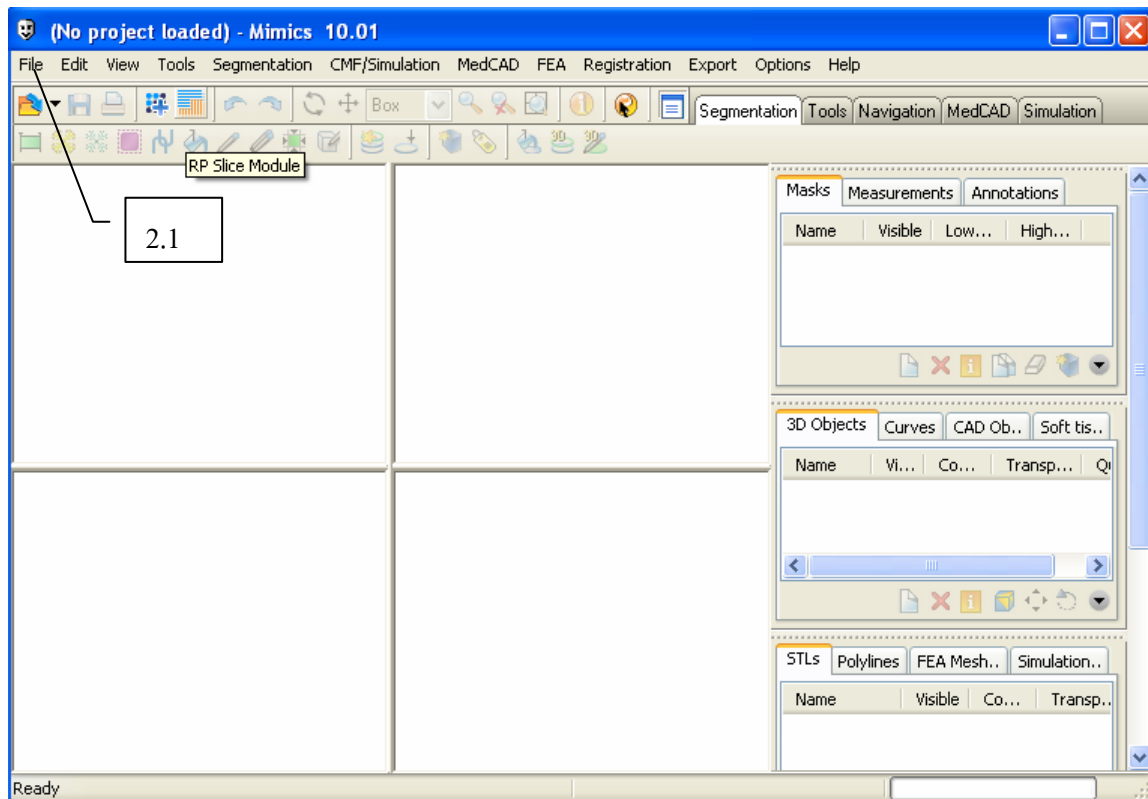 (No project loaded) - Mimics 10.01
File Edit View Tools Segmentation CMF/Simulation MedCAD FEA Registration Export Options Help
Box Segmentation Tools Navigation MedCAD Simulation
3D 3D
RP Slice Module
2.1
Masks Measurements Annotations
Name Visible Low... High...
3D Objects Curves CAD Ob.. Soft tis..
Name Vi... Co... Transp... Q
STLs Polylines FEA Mesh.. Simulation..
Name Visible Co... Transp..
Ready